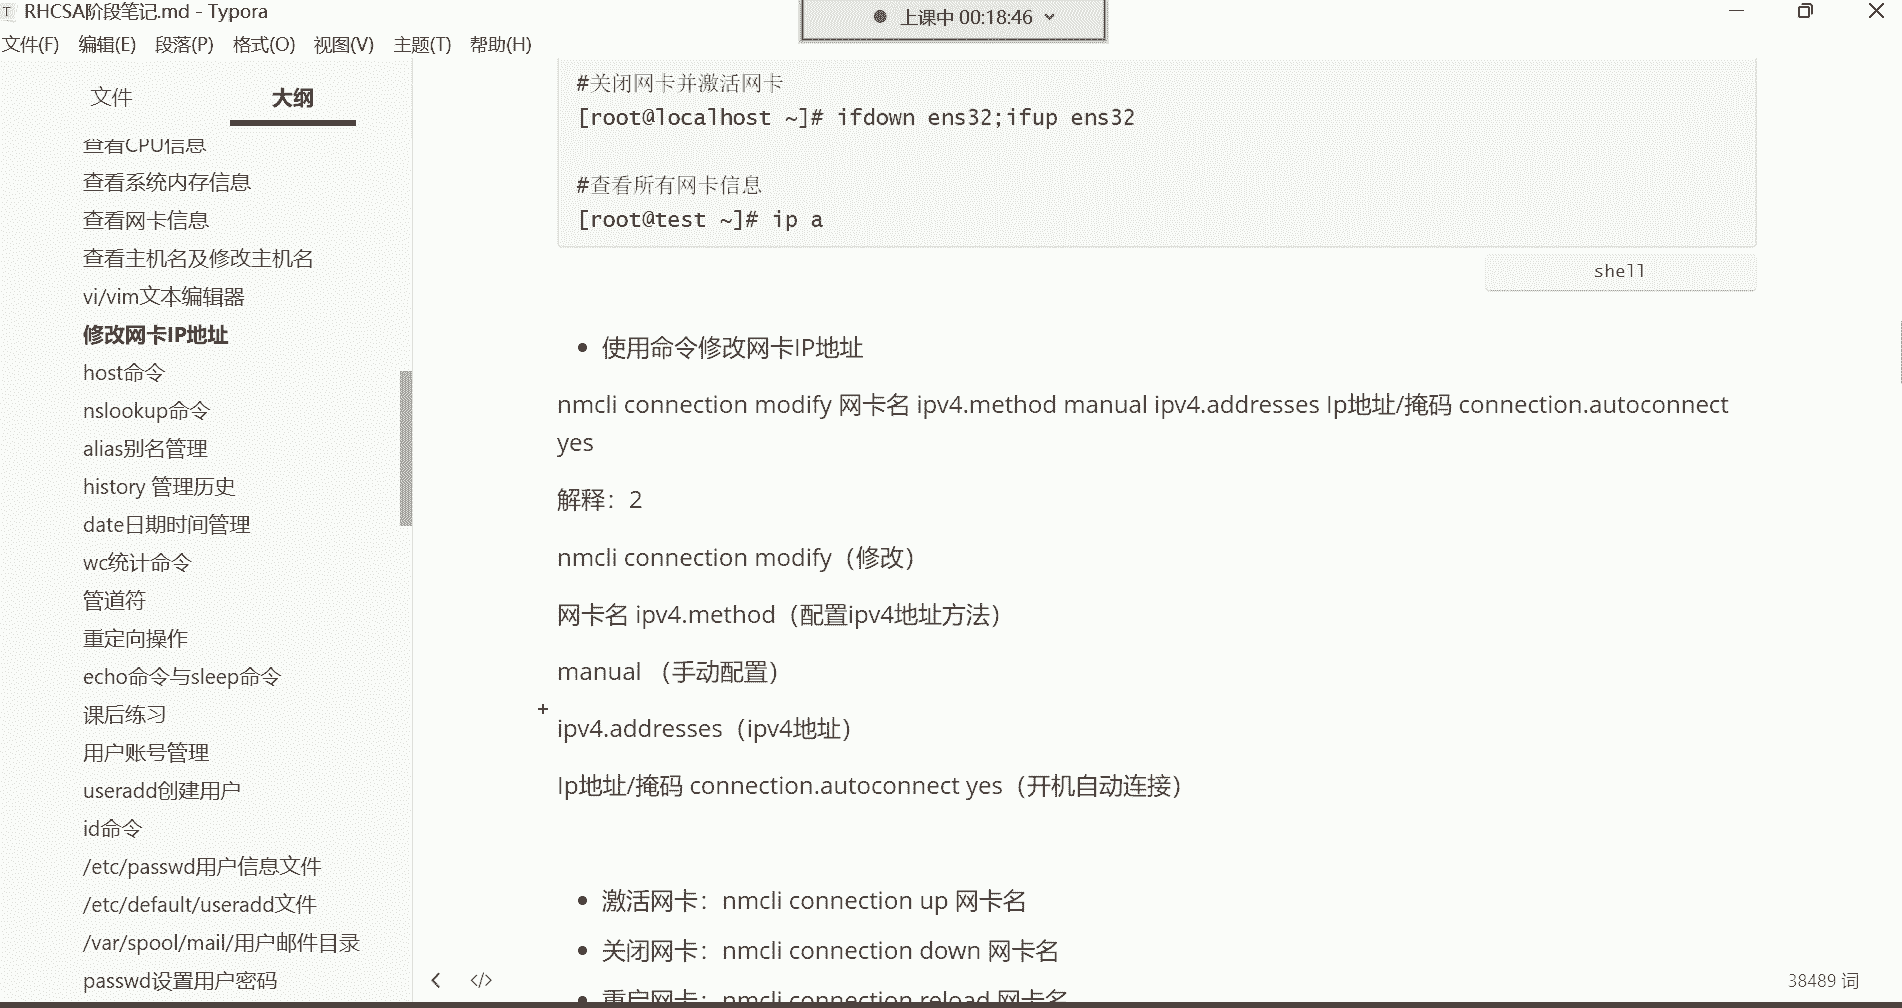 RHCSA阶段笔记.md - Typora
上课中 00:18:46
文件(F) 编辑(E) 段落(P) 格式(O) 视图(V) 主题(T) 帮助(H)
文件 大纲
查看CPU信息
查看系统内存信息
查看网卡信息
查看主机名及修改主机名
vi/vim文本编辑器
修改网卡IP地址
host命令
nslookup命令
alias别名管理
history 管理历史
date日期时间管理
wc统计命令
管道符
重定向操作
echo命令与sleep命令
课后练习
用户账号管理
useradd创建用户
id命令
/etc/passwd用户信息文件
/etc/default/useradd文件
/var/spool/mail/用户邮件目录
passwd设置用户密码
#关闭网卡并激活网卡
[root@localhost ~]# ifdown ens32;ifup ens32
#查看所有网卡信息
[root@test ~]# ip a
shell
使用命令修改网卡IP地址
nmcli connection modify 网卡名 ipv4.method manual ipv4.addresses Ip地址/掩码 connection.autoconnect
yes
解释：2
nmcli connection modify（修改）
网卡名 ipv4.method（配置ipv4地址方法）
manual （手动配置）
ipv4.addresses（ipv4地址）
Ip地址/掩码 connection.autoconnect yes（开机自动连接）
激活网卡：nmcli connection up 网卡名
关闭网卡：nmcli connection down 网卡名
重启网卡：nmcli connection reload 网卡名
38489 词